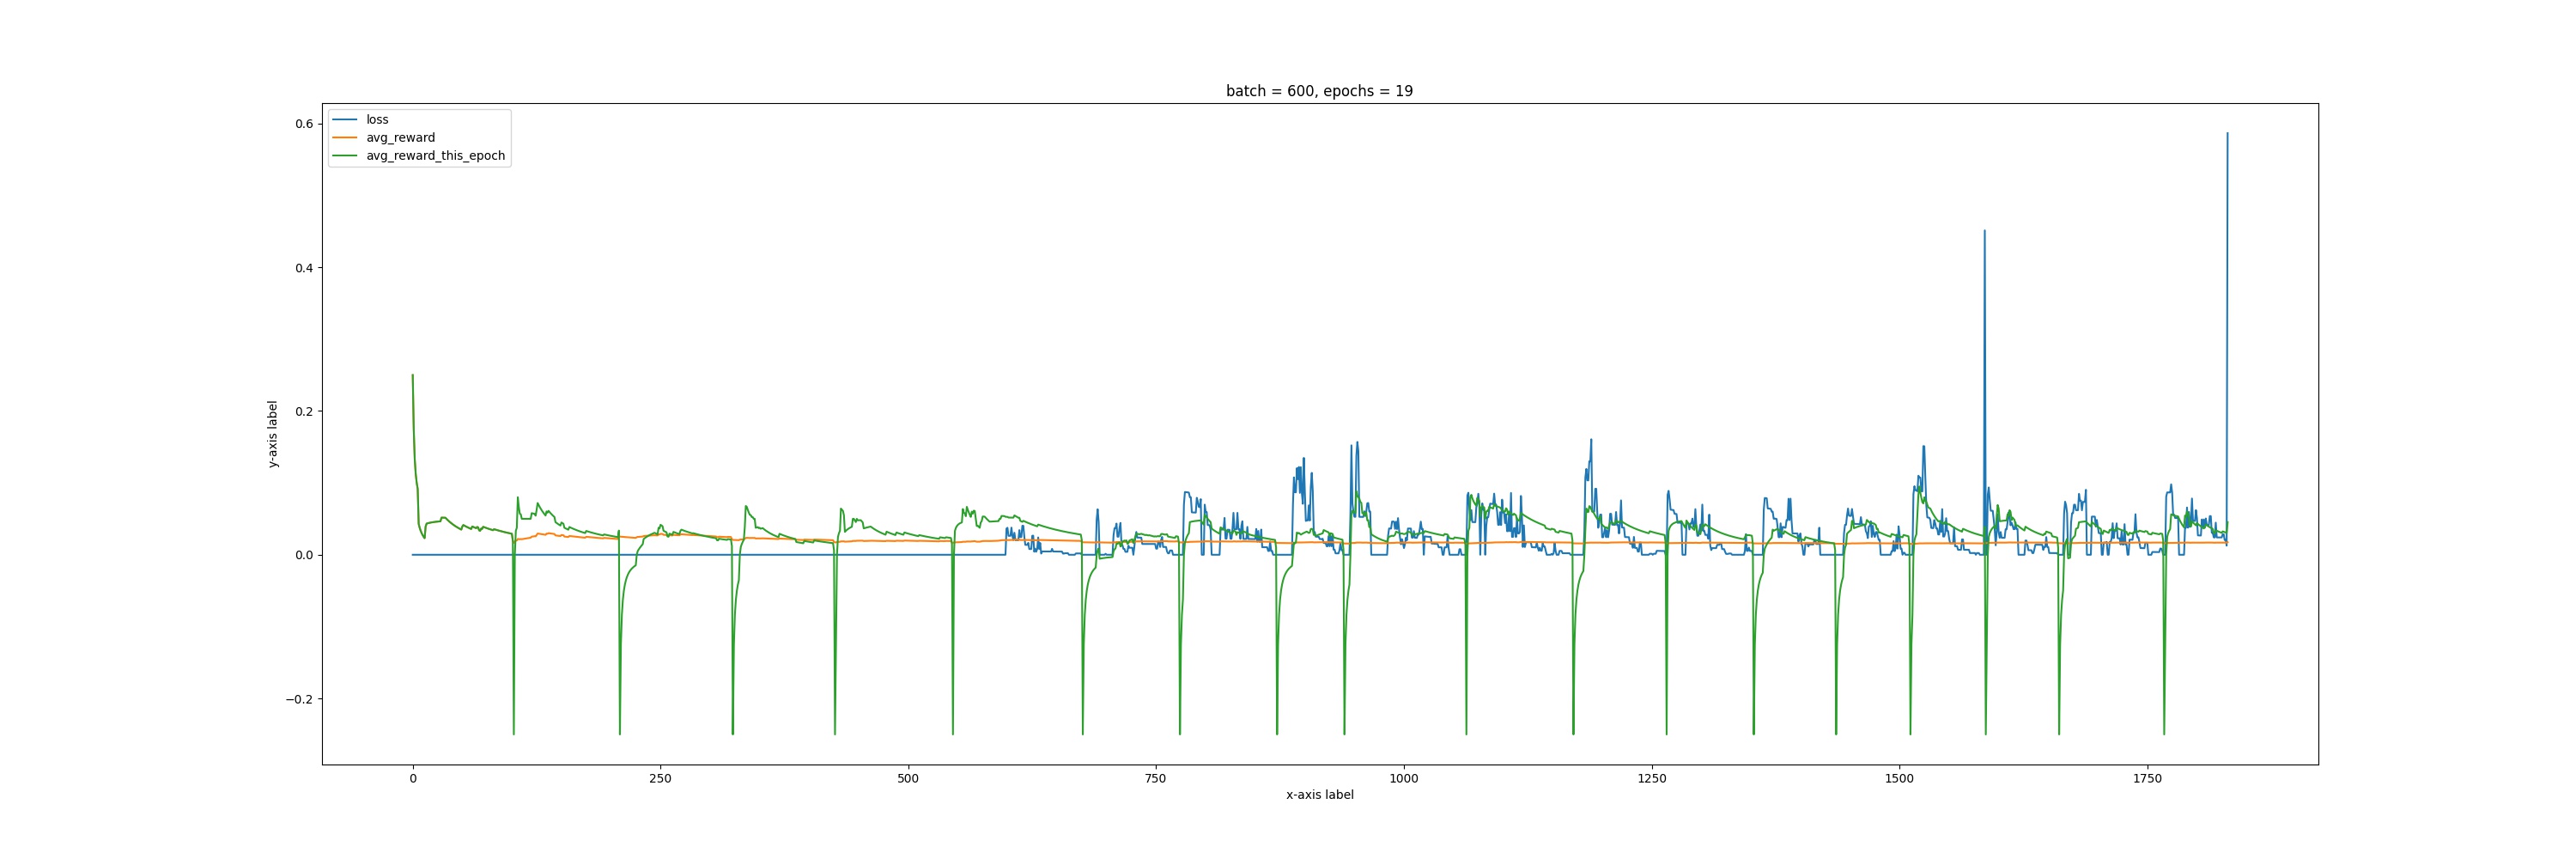 batch = 600, epochs = 19
loss
avg_reward
avg_reward_this_epoch
0.6
0.4
0.2
0.0
−0.2
y-axis label
0 250 500 750 1000 1250 1500 1750
x-axis label